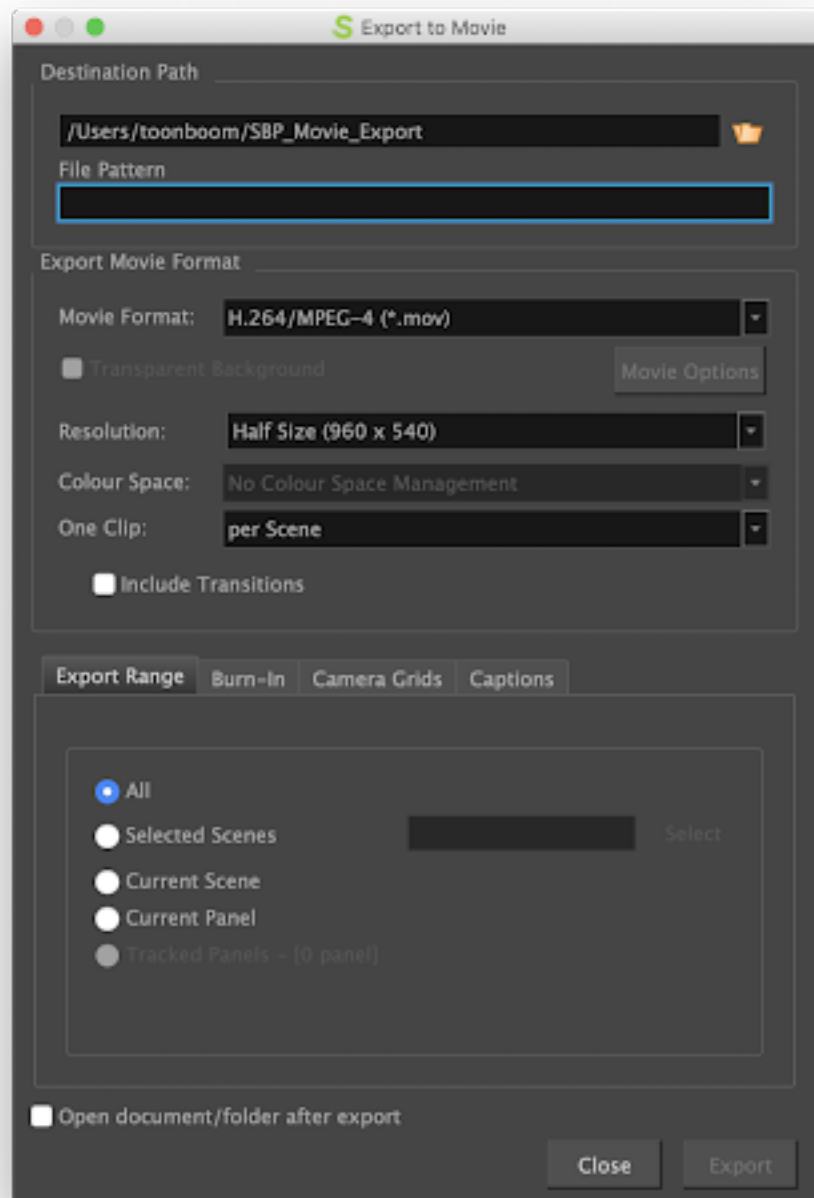 Export to Movie
Destination Path
/Users/toonboom/SBP_Movie_Export
File Pattern
Export Movie Format
Movie Format: H.264/MPEG-4 (*.mov)
Transparent Background Movie Options
Resolution: Half Size (960 x 540)
Colour Space: No Colour Space Management
One Clip: per Scene
Include Transitions
Export Range Burn-In Camera Grids Captions
All
Selected Scenes Select
Current Scene
Current Panel
Tracked Panels - [0 panel]
Open document/folder after export
Close Export